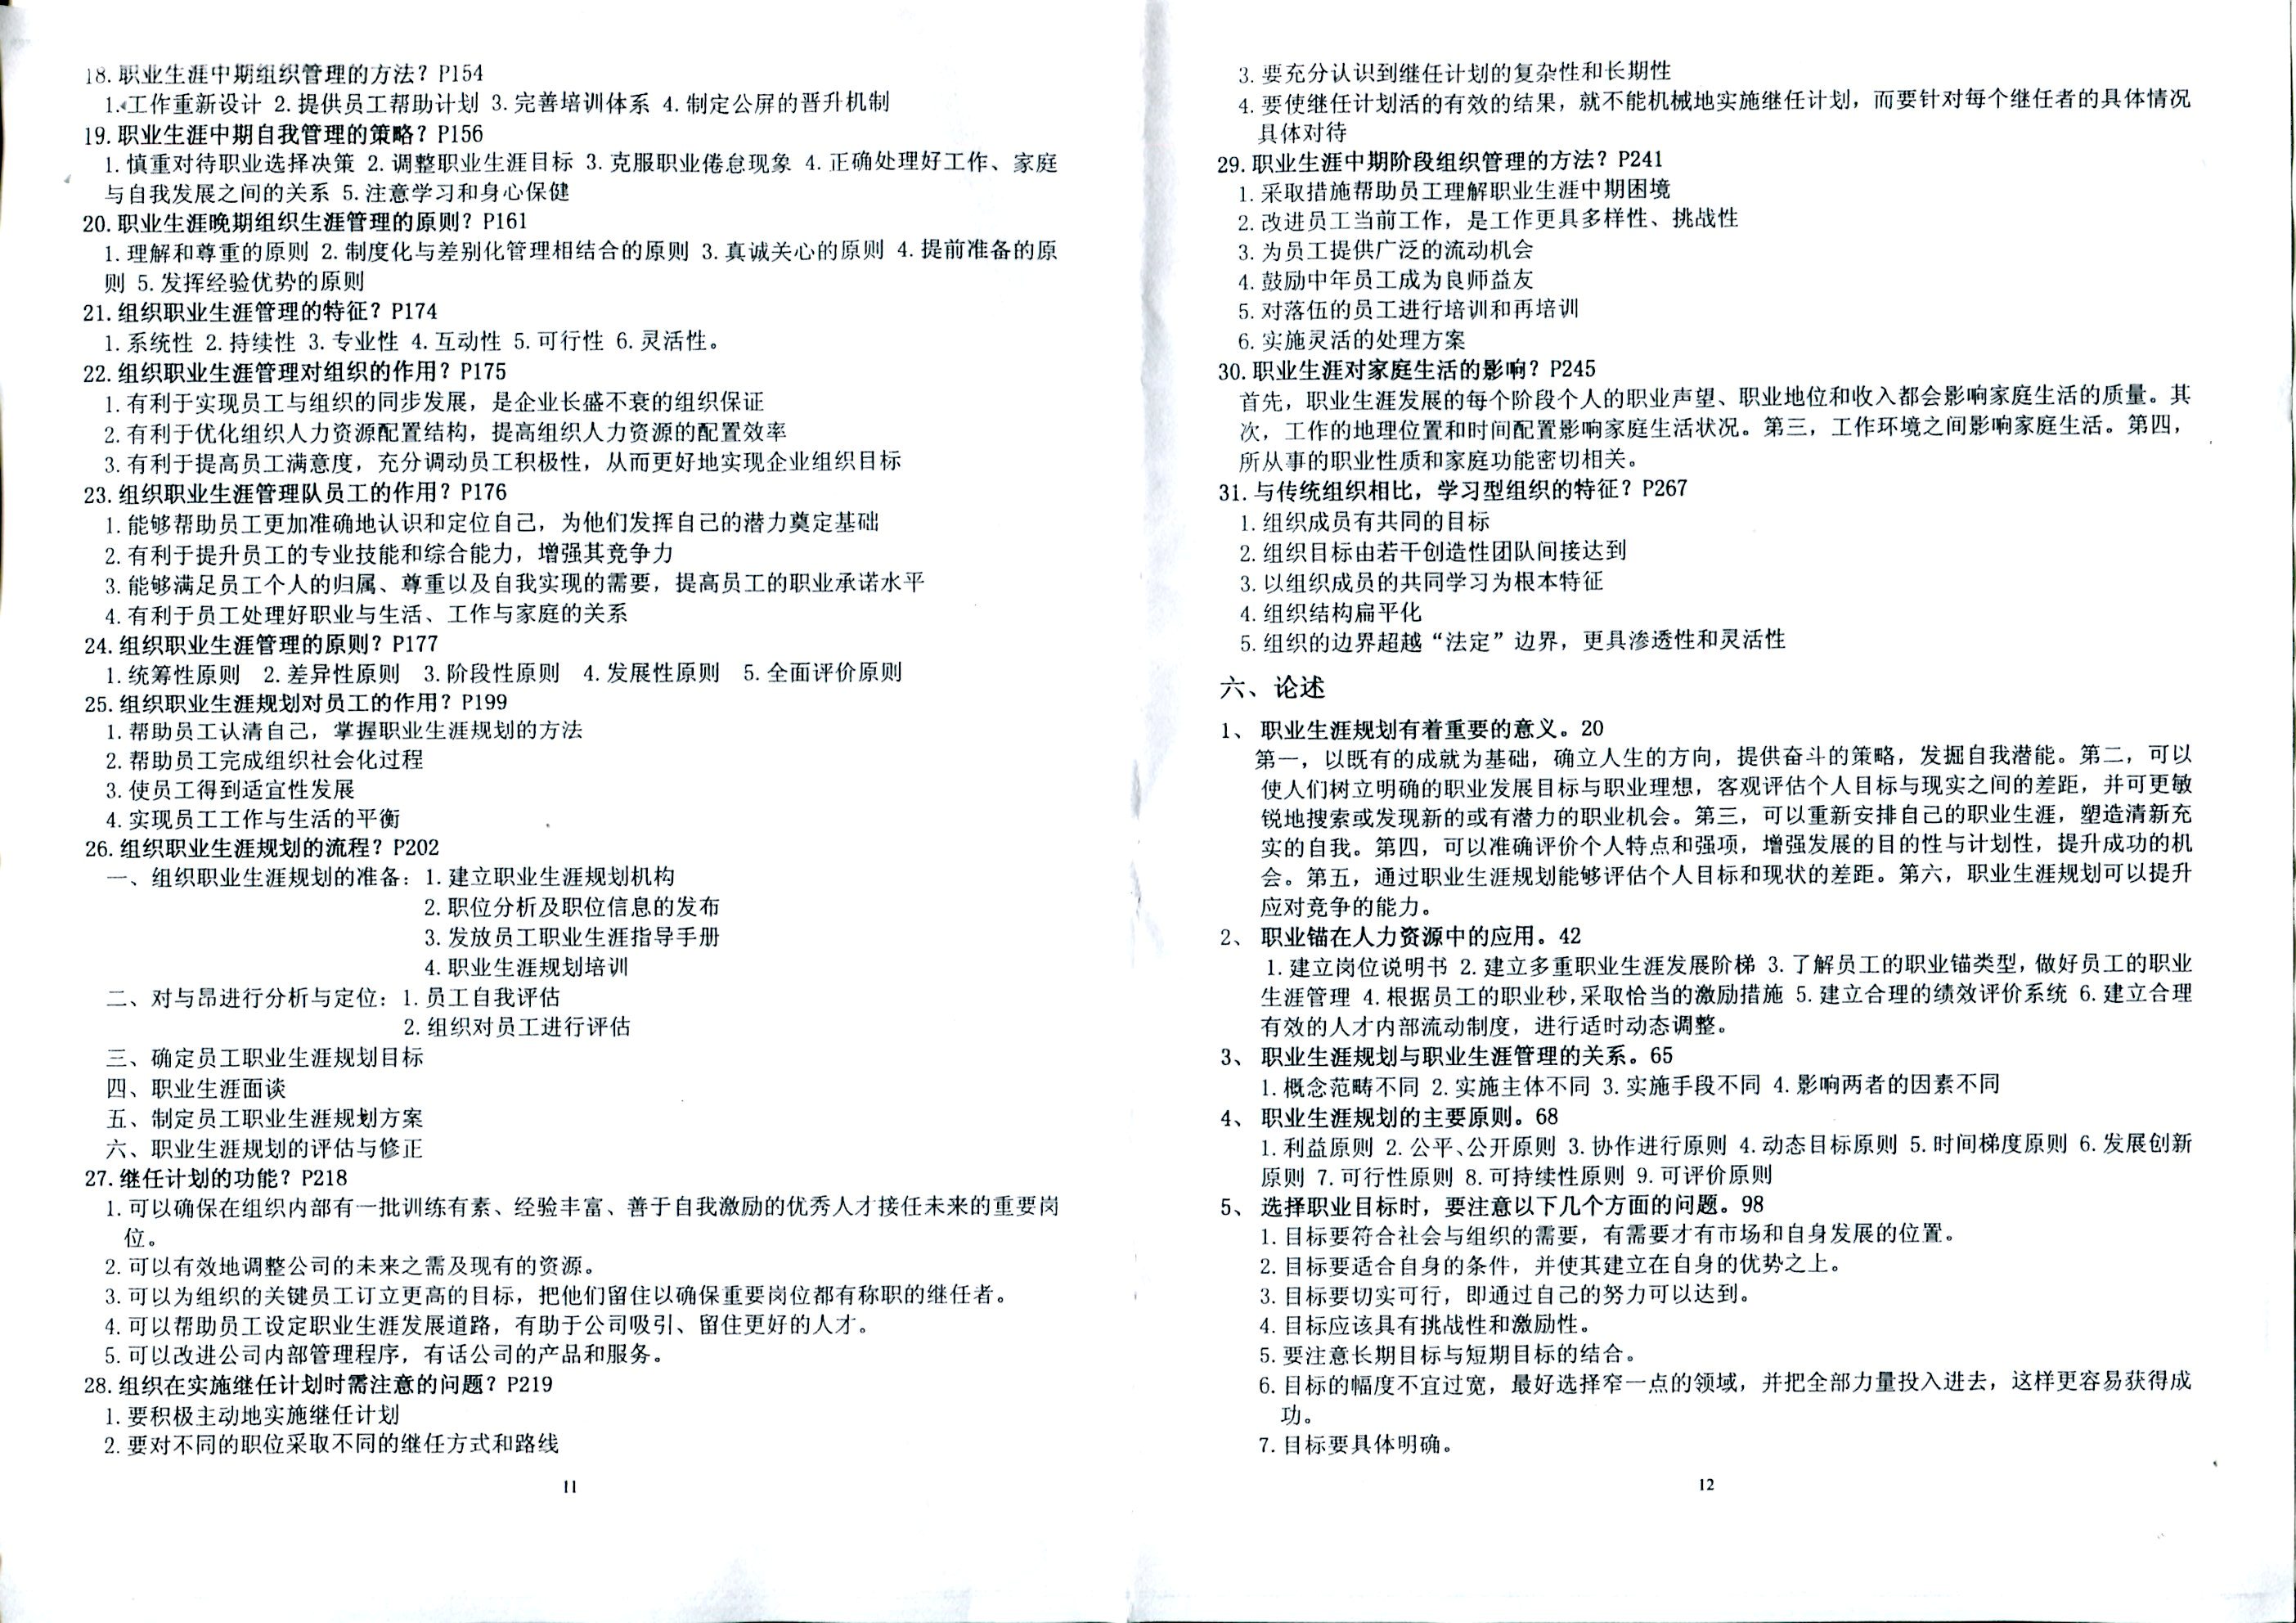 18.职业生涯中期组织管理的方法？P154
1.工作重新设计 2.提供员工帮助计划 3.完善培训体系 4.制定公屏的晋升机制
19.职业生涯中期自我管理的策略？P156
1.慎重对待职业选择决策 2.调整职业生涯目标 3.克服职业倦怠现象 4.正确处理好工作、家庭
与自我发展之间的关系 5.注意学习和身心保健
20.职业生涯晚期组织生涯管理的原则？P161
1.理解和尊重的原则 2.制度化与差别化管理相结合的原则 3.真诚关心的原则 4.提前准备的原
则 5.发挥经验优势的原则
21.组织职业生涯管理的特征？P174
1.系统性 2.持续性 3.专业性 4.互动性 5.可行性 6.灵活性。
22.组织职业生涯管理对组织的作用？P175
1.有利于实现员工与组织的同步发展，是企业长盛不衰的组织保证
2.有利于优化组织人力资源配置结构，提高组织人力资源的配置效率
3.有利于提高员工满意度，充分调动员工积极性，从而更好地实现企业组织目标
23.组织职业生涯管理队员工的作用？P176
1.能够帮助员工更加准确地认识和定位自己，为他们发挥自己的潜力奠定基础
2.有利于提升员工的专业技能和综合能力，增强其竞争力
3.能够满足员工个人的归属、尊重以及自我实现的需要，提高员工的职业承诺水平
4.有利于员工处理好职业与生活、工作与家庭的关系
24.组织职业生涯管理的原则？P177
1.统筹性原则 2.差异性原则 3.阶段性原则 4.发展性原则 5.全面评价原则
25.组织职业生涯规划对员工的作用？P199
1.帮助员工认清自己，掌握职业生涯规划的方法
2.帮助员工完成组织社会化过程
3.使员工得到适宜性发展
4.实现员工工作与生活的平衡
26.组织职业生涯规划的流程？P202
一、组织职业生涯规划的准备：1.建立职业生涯规划机构
2.职位分析及职位信息的发布
3.发放员工职业生涯指导手册
4.职业生涯规划培训
二、对与昂进行分析与定位：1.员工自我评估
2.组织对员工进行评估
三、确定员工职业生涯规划目标
四、职业生涯面谈
五、制定员工职业生涯规划方案
六、职业生涯规划的评估与修正
27.继任计划的功能？P218
1.可以确保在组织内部有一批训练有素、经验丰富、善于自我激励的优秀人才接任未来的重要岗
位。
2.可以有效地调整公司的未来之需及现有的资源。
3.可以为组织的关键员工订立更高的目标，把他们留住以确保重要岗位都有称职的继任者。
4.可以帮助员工设定职业生涯发展道路，有助于公司吸引、留住更好的人才。
5.可以改进公司内部管理程序，有话公司的产品和服务。
28.组织在实施继任计划时需注意的问题？P219
1.要积极主动地实施继任计划
2.要对不同的职位采取不同的继任方式和路线
11
3.要充分认识到继任计划的复杂性和长期性
4.要使继任计划活的有效的结果，就不能机械地实施继任计划，而要针对每个继任者的具体情况
具体对待
29.职业生涯中期阶段组织管理的方法？P241
1.采取措施帮助员工理解职业生涯中期困境
2.改进员工当前工作，是工作更具多样性、挑战性
3.为员工提供广泛的流动机会
4.鼓励中年员工成为良师益友
5.对落伍的员工进行培训和再培训
6.实施灵活的处理方案
30.职业生涯对家庭生活的影响？P245
首先，职业生涯发展的每个阶段个人的职业声望、职业地位和收入都会影响家庭生活的质量。其
次，工作的地理位置和时间配置影响家庭生活状况。第三，工作环境之间影响家庭生活。第四，
所从事的职业性质和家庭功能密切相关。
31.与传统组织相比，学习型组织的特征？P267
1.组织成员有共同的目标
2.组织目标由若干创造性团队间接达到
3.以组织成员的共同学习为根本特征
4.组织结构扁平化
5.组织的边界超越“法定”边界，更具渗透性和灵活性
六、论述
1、 职业生涯规划有着重要的意义。20
第一，以既有的成就为基础，确立人生的方向，提供奋斗的策略，发掘自我潜能。第二，可以
使人们树立明确的职业发展目标与职业理想，客观评估个人目标与现实之间的差距，并可更敏
锐地搜索或发现新的或有潜力的职业机会。第三，可以重新安排自己的职业生涯，塑造清新充
实的自我。第四，可以准确评价个人特点和强项，增强发展的目的性与计划性，提升成功的机
会。第五，通过职业生涯规划能够评估个人目标和现状的差距。第六，职业生涯规划可以提升
应对竞争的能力。
2、 职业锚在人力资源中的应用。42
1.建立岗位说明书 2.建立多重职业生涯发展阶梯 3.了解员工的职业锚类型，做好员工的职业
生涯管理 4.根据员工的职业秒，采取恰当的激励措施 5.建立合理的绩效评价系统 6.建立合理
有效的人才内部流动制度，进行适时动态调整。
3、 职业生涯规划与职业生涯管理的关系。65
1.概念范畴不同 2.实施主体不同 3.实施手段不同 4.影响两者的因素不同
4、 职业生涯规划的主要原则。68
1.利益原则 2.公平、公开原则 3.协作进行原则 4.动态目标原则 5.时间梯度原则 6.发展创新
原则 7.可行性原则 8.可持续性原则 9.可评价原则
5、 选择职业目标时，要注意以下几个方面的问题。98
1.目标要符合社会与组织的需要，有需要才有市场和自身发展的位置。
2.目标要适合自身的条件，并使其建立在自身的优势之上。
3.目标要切实可行，即通过自己的努力可以达到。
4.目标应该具有挑战性和激励性。
5.要注意长期目标与短期目标的结合。
6.目标的幅度不宜过宽，最好选择窄一点的领域，并把全部力量投入进去，这样更容易获得成
功。
7.目标要具体明确。
12